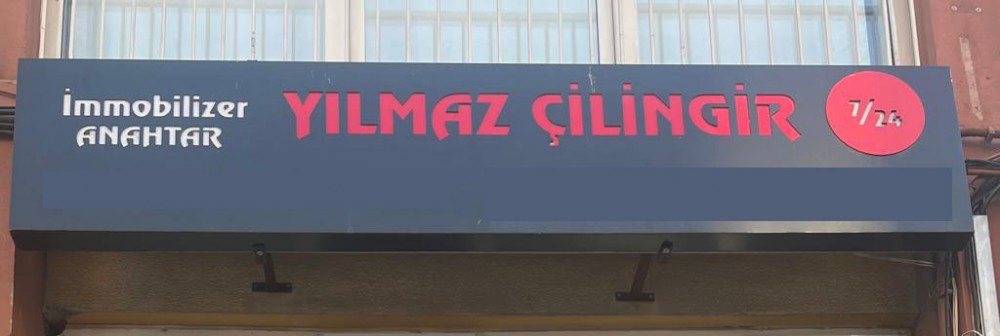 İmmobilizer
ANAHTAR
YILMAZ ÇİLİNGİR
7/24